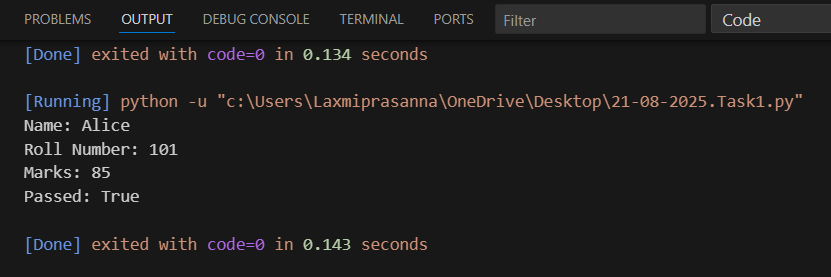 PROBLEMS OUTPUT DEBUG CONSOLE TERMINAL PORTS Filter Code
[Done] exited with code=0 in 0.134 seconds
[Running] python -u "c:\Users\Laxmiprasanna\OneDrive\Desktop\21-08-2025.Task1.py"
Name: Alice
Roll Number: 101
Marks: 85
Passed: True
[Done] exited with code=0 in 0.143 seconds